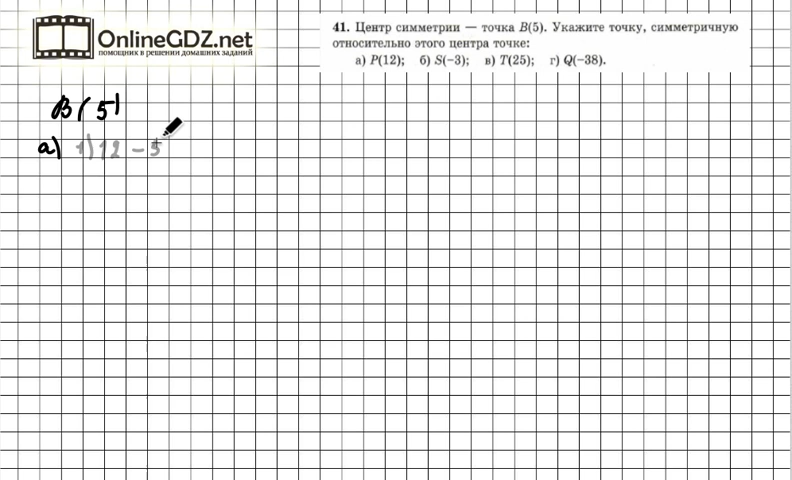 OnlineGDZ.net
помощник в решении домашних заданий
41. Центр симметрии — точка B(5). Укажите точку, симметричную
относительно этого центра точке:
а) P(12); б) S(−3); в) T(25); г) Q(−38).
B(5)
а) 1) 12 − 5